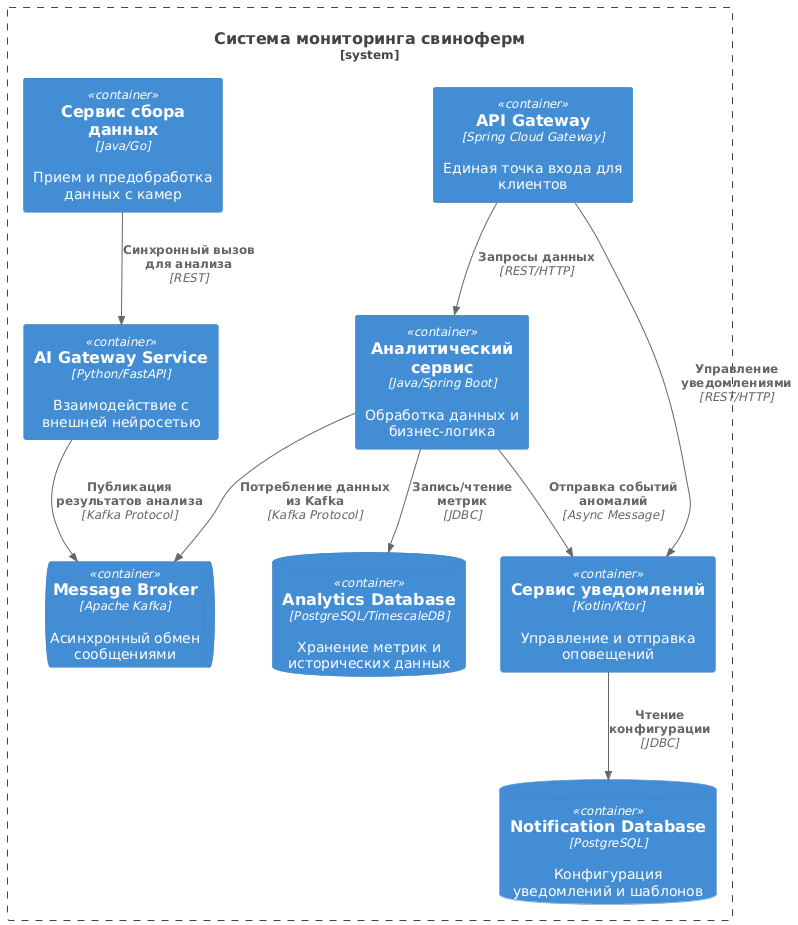 Система мониторинга свиноферм
[system]
«container»
Сервис сбора
данных
[Java/Go]
Прием и предобработка
данных с камер
«container»
API Gateway
[Spring Cloud Gateway]
Единая точка входа для
клиентов
Синхронный вызов
для анализа
[REST]
Запросы данных
[REST/HTTP]
«container»
AI Gateway Service
[Python/FastAPI]
Взаимодействие с
внешней нейросетью
«container»
Аналитический
сервис
[Java/Spring Boot]
Обработка данных и
бизнес-логика
Управление
уведомлениями
[REST/HTTP]
Публикация
результатов анализа
[Kafka Protocol]
Потребление данных
из Kafka
[Kafka Protocol]
Запись/чтение
метрик
[JDBC]
Отправка событий
аномалий
[Async Message]
«container»
Message Broker
[Apache Kafka]
Асинхронный обмен
сообщениями
«container»
Analytics Database
[PostgreSQL/TimescaleDB]
Хранение метрик и
исторических данных
«container»
Сервис уведомлений
[Kotlin/Ktor]
Управление и отправка
оповещений
Чтение
конфигурации
[JDBC]
«container»
Notification Database
[PostgreSQL]
Конфигурация
уведомлений и шаблонов